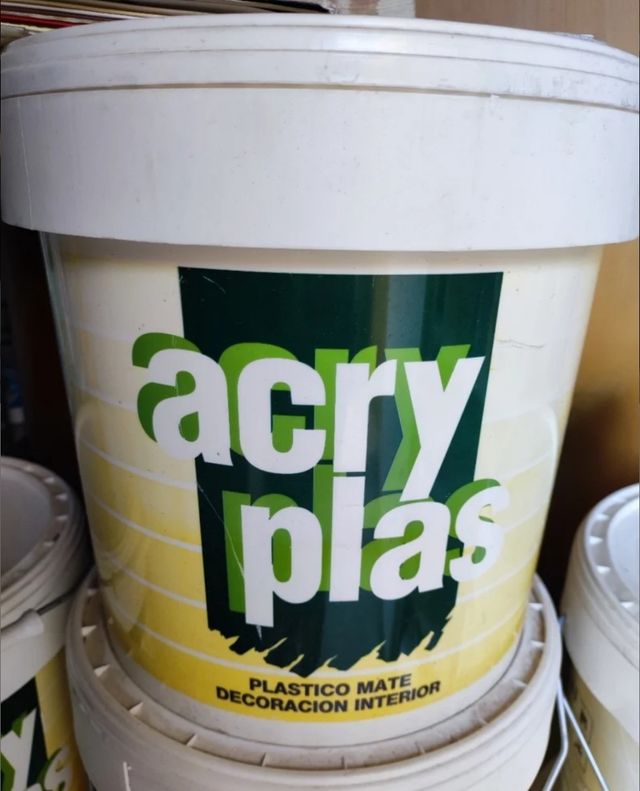 acry
plas
PLASTICO MATE
DECORACION INTERIOR